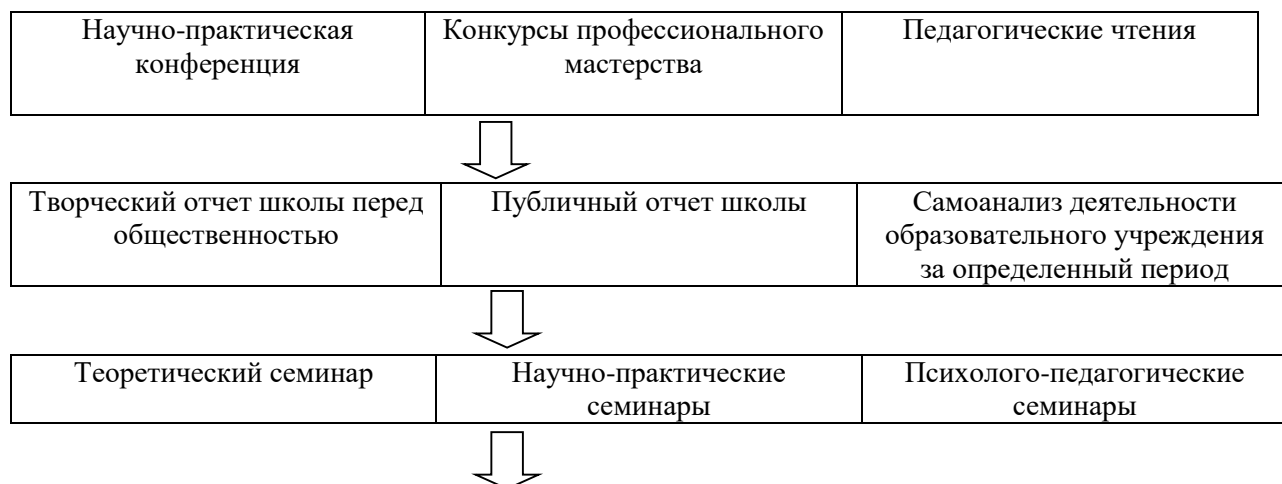 Научно-практическая
конференция
Конкурсы профессионального
мастерства
Педагогические чтения
Творческий отчет школы перед
общественностью
Публичный отчет школы
Самоанализ деятельности
образовательного учреждения
за определенный период
Теоретический семинар
Научно-практические
семинары
Психолого-педагогические
семинары